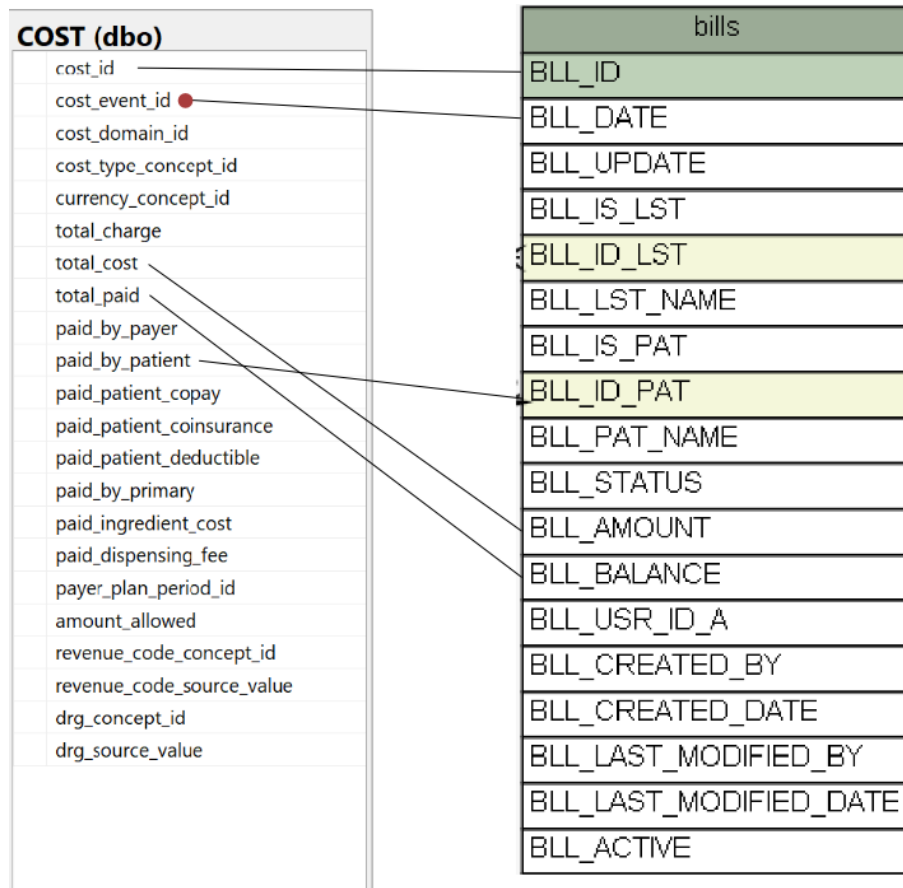 COST (dbo)
cost_id
cost_event_id
cost_domain_id
cost_type_concept_id
currency_concept_id
total_charge
total_cost
total_paid
paid_by_payer
paid_by_patient
paid_patient_copay
paid_patient_coinsurance
paid_patient_deductible
paid_by_primary
paid_ingredient_cost
paid_dispensing_fee
payer_plan_period_id
amount_allowed
revenue_code_concept_id
revenue_code_source_value
drg_concept_id
drg_source_value
bills
BLL_ID
BLL_DATE
BLL_UPDATE
BLL_IS_LST
BLL_ID_LST
BLL_LST_NAME
BLL_IS_PAT
BLL_ID_PAT
BLL_PAT_NAME
BLL_STATUS
BLL_AMOUNT
BLL_BALANCE
BLL_USR_ID_A
BLL_CREATED_BY
BLL_CREATED_DATE
BLL_LAST_MODIFIED_BY
BLL_LAST_MODIFIED_DATE
BLL_ACTIVE